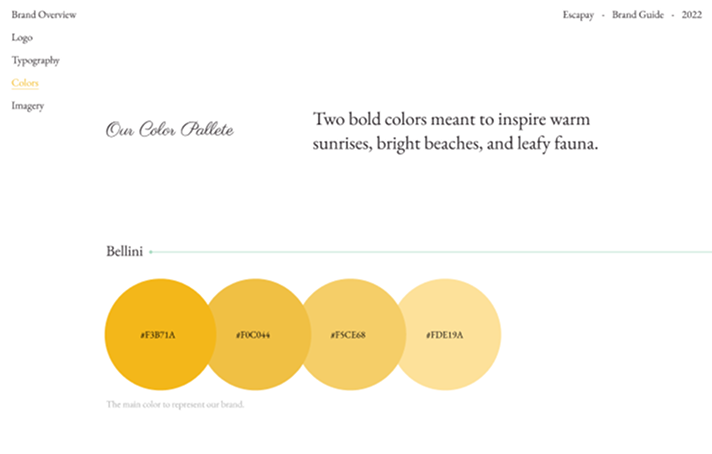 Brand Overview
Escapay - Brand Guide - 2022
Logo
Typography
Colors
Imagery
Our Color Pallete
Two bold colors meant to inspire warm
sunrises, bright beaches, and leafy fauna.
Bellini
#F3B71A #F0C044 #F5CE68 #FDE19A
The main color to represent our brand.